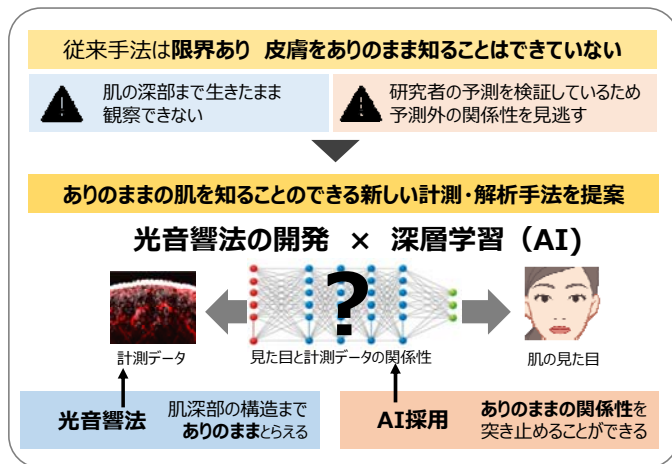 従来手法は限界あり 皮膚をありのまま知ることはできていない
肌の深部まで生きたまま
観察できない
研究者の予測を検証しているため
予測外の関係性を見逃す
ありのままの肌を知ることのできる新しい計測・解析手法を提案
光音響法の開発 × 深層学習（AI）
?
計測データ
見た目と計測データの関係性
肌の見た目
光音響法
肌深部の構造まで
ありのままとらえる
AI採用
ありのままの関係性を
突き止めることができる